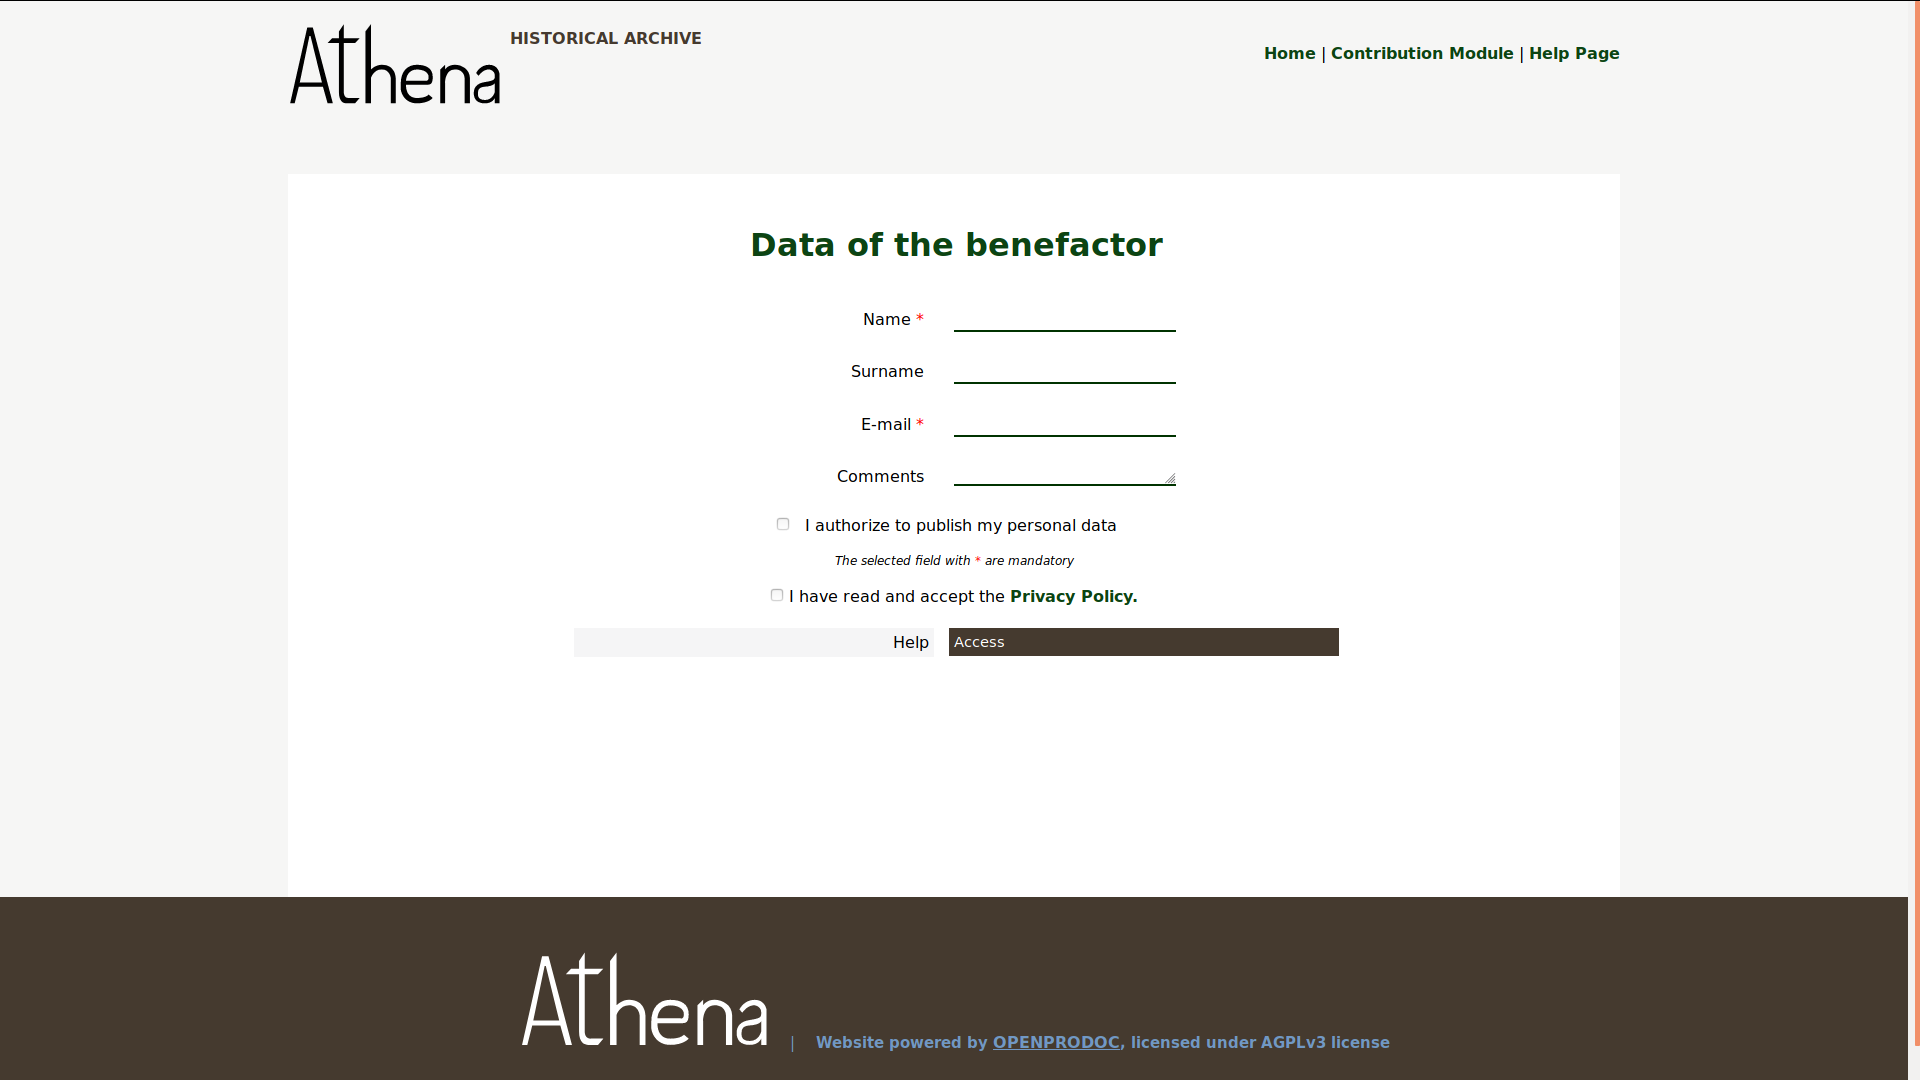 Athena
HISTORICAL ARCHIVE
Home | Contribution Module | Help Page
Data of the benefactor
Name *
Surname
E-mail *
Comments
I authorize to publish my personal data
The selected field with * are mandatory
I have read and accept the Privacy Policy.
Help
Access
Athena
| Website powered by OPENPRODOC, licensed under AGPLv3 license